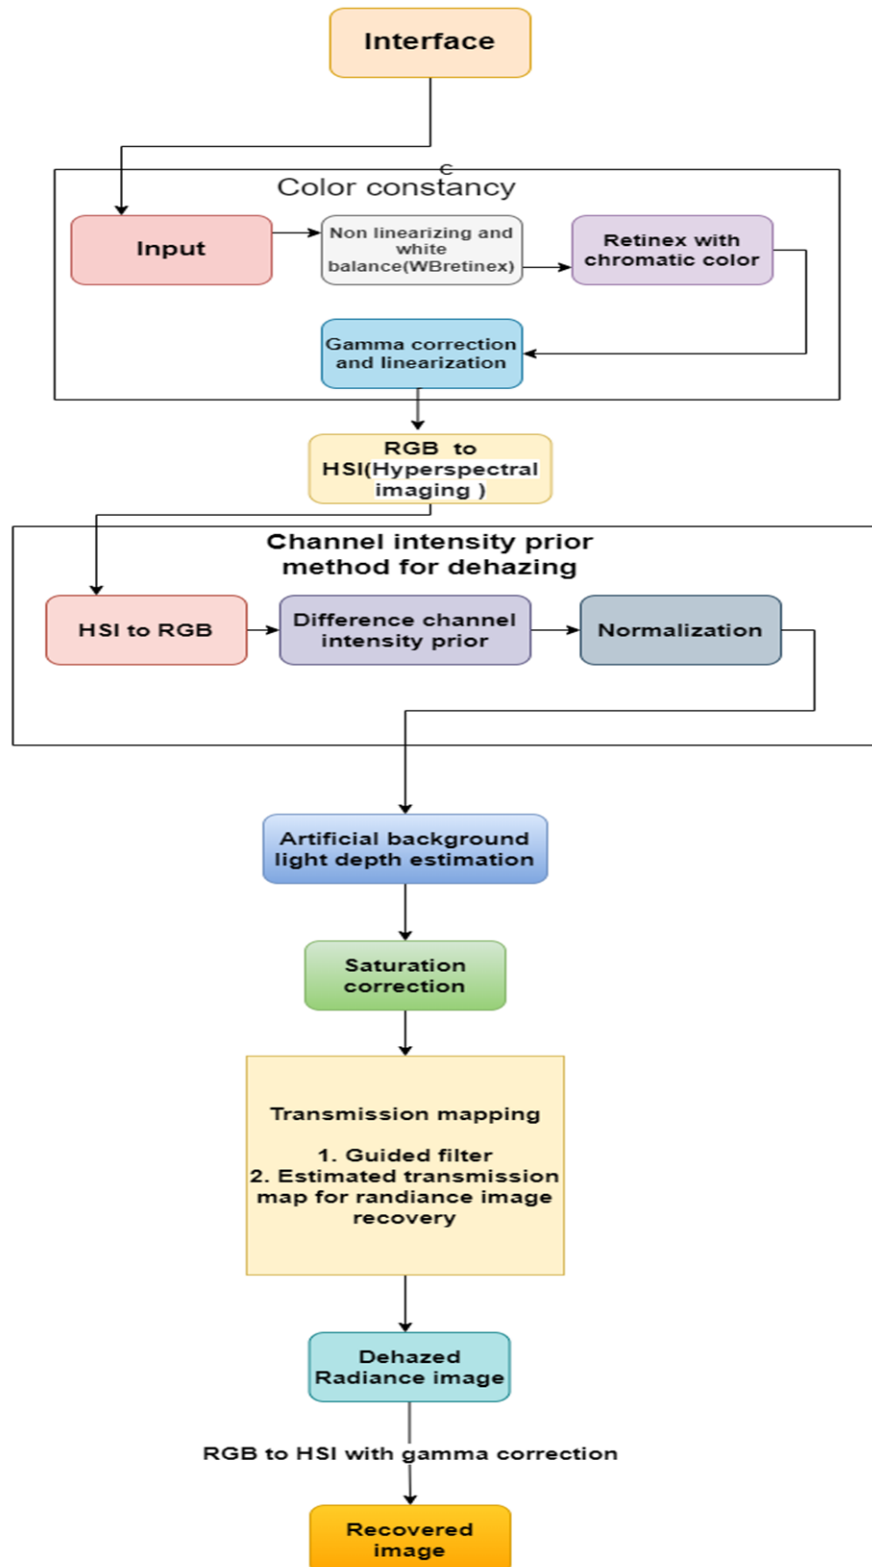 Interface
C
Color constancy
Input
Non linearizing and
white
balance(WBretinex)
Retinex with
chromatic color
Gamma correction
and linearization
RGB to
HSI(Hyperspectral
imaging )
Channel intensity prior
method for dehazing
HSI to RGB
Difference channel
intensity prior
Normalization
Artificial background
light depth estimation
Saturation
correction
Transmission mapping
1. Guided filter
2. Estimated transmission
map for randiance image
recovery
Dehazed
Radiance image
RGB to HSI with gamma correction
Recovered
image